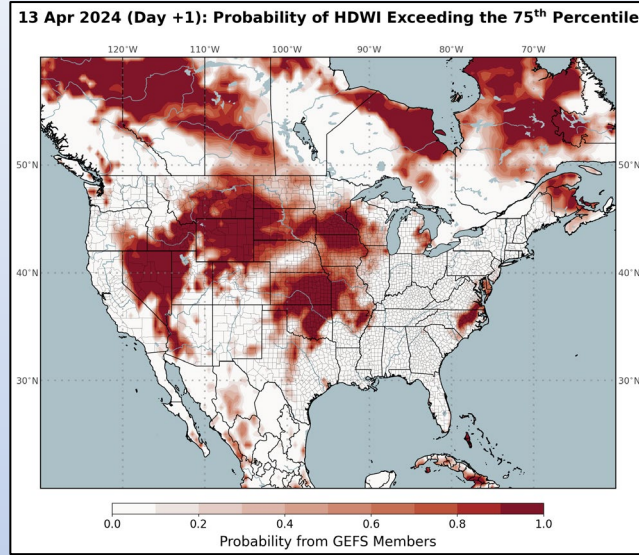 13 Apr 2024 (Day +1): Probability of HDWI Exceeding the 75th Percentile
120°W 110°W 100°W 90°W 80°W 70°W
50°N 50°N
40°N 40°N
30°N 30°N
0.0 0.2 0.4 0.6 0.8 1.0
Probability from GEFS Members